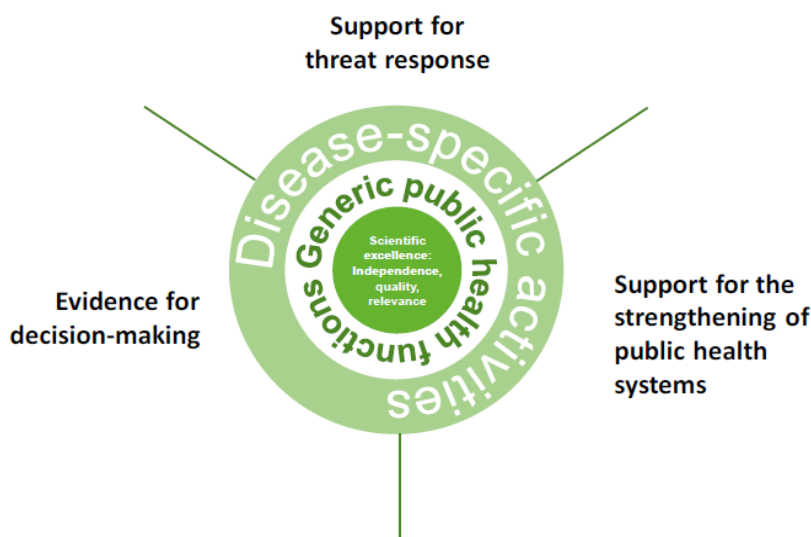 Support for
threat response
Disease-specific activities
Generic public health functions
Scientific
excellence:
Independence,
quality,
relevance
Evidence for
decision-making
Support for the
strengthening of
public health
systems